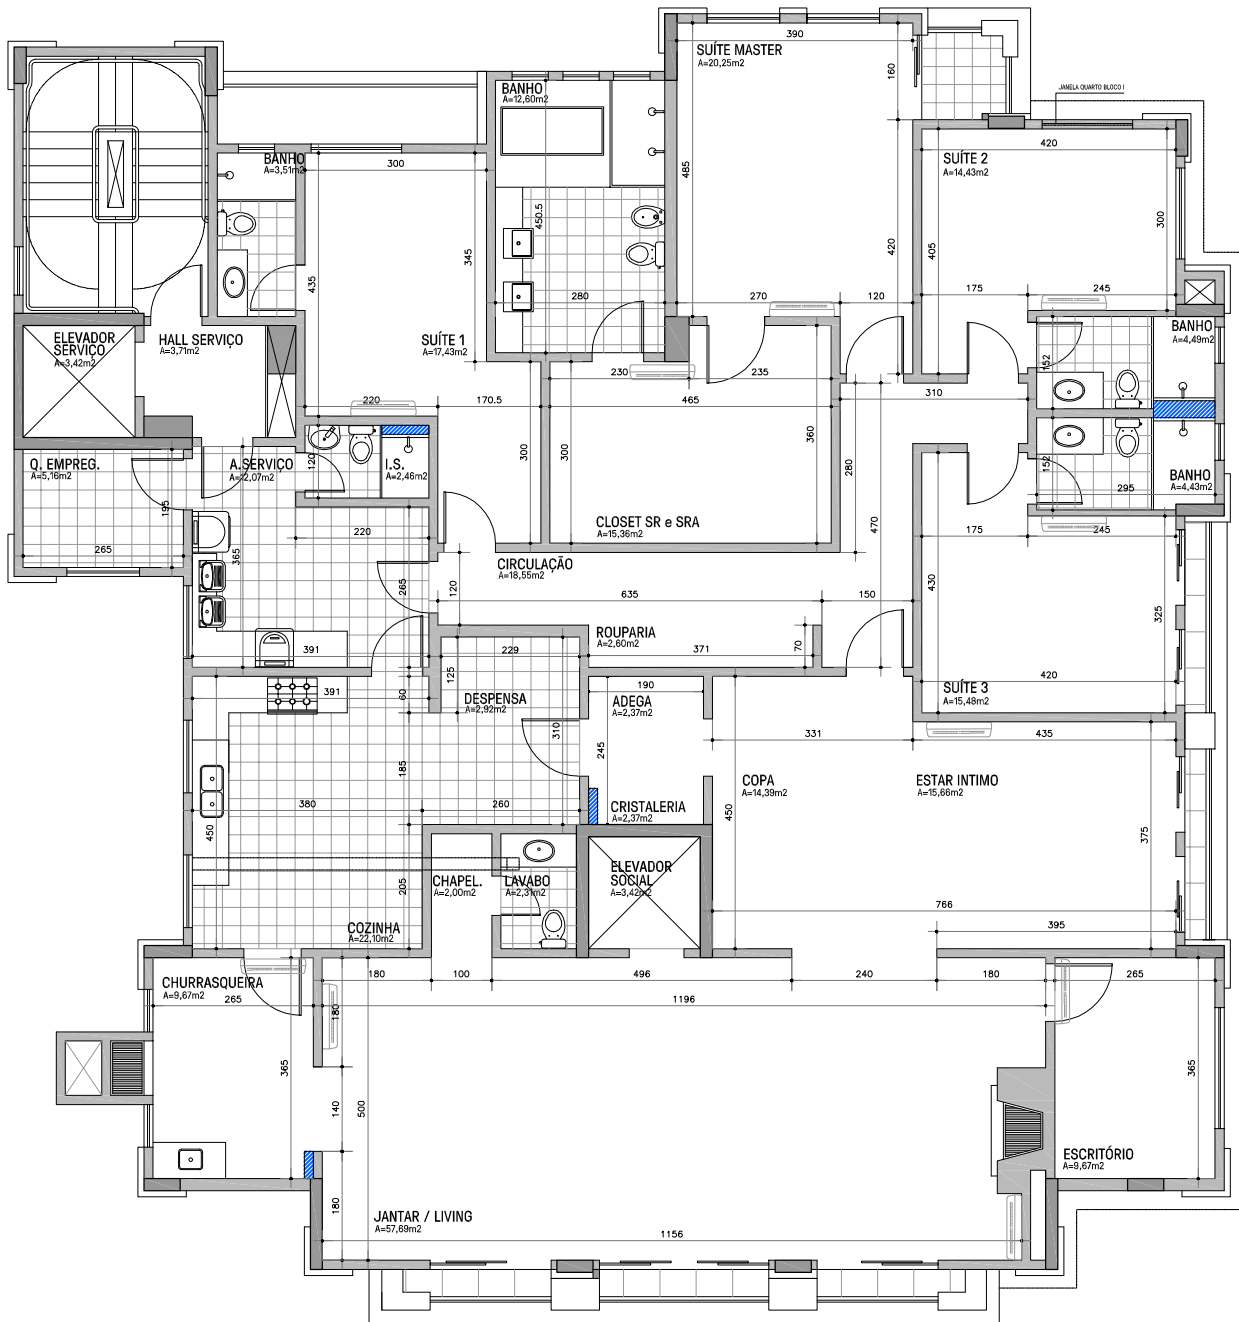 390
SUÍTE MASTER
A=20,25m2
160
JANELA QUARTO BLOCO I
BANHO
A=12,60m2
420
SUÍTE 2
A=14,43m2
BANHO
A=3,51m2
300
485
450.5
300
345
405
420
435
280
270
120
175
245
ELEVADOR
SERVIÇO
A=3,42m2
HALL SERVIÇO
A=3,71m2
SUÍTE 1
A=17,43m2
BANHO
A=4,49m2
152
230
235
310
220
170.5
465
360
300
300
280
Q. EMPREG.
A=5,16m2
A.SERVIÇO
A=12,07m2
120
I.S.
A=2,46m2
152
BANHO
A=4,43m2
295
195
CLOSET SR e SRA
A=15,36m2
470
175
245
220
265
365
CIRCULAÇÃO
A=18,55m2
265
120
635
150
430
325
ROUPARIA
A=2,60m2
70
391
229
371
125
420
391
60
DESPENSA
A=2,92m2
190
ADEGA
A=2,37m2
SUÍTE 3
A=15,48m2
310
245
331
435
185
COPA
A=14,39m2
ESTAR INTIMO
A=15,66m2
380
260
CRISTALERIA
A=2,37m2
450
450
375
205
CHAPEL.
A=2,00m2
LAVABO
A=2,31m2
ELEVADOR
SOCIAL
A=3,42m2
766
COZINHA
A=22,10m2
395
CHURRASQUEIRA
A=9,67m2
180
100
496
240
180
265
265
1196
180
365
365
140
500
ESCRITÓRIO
A=9,67m2
180
JANTAR / LIVING
A=57,69m2
1156